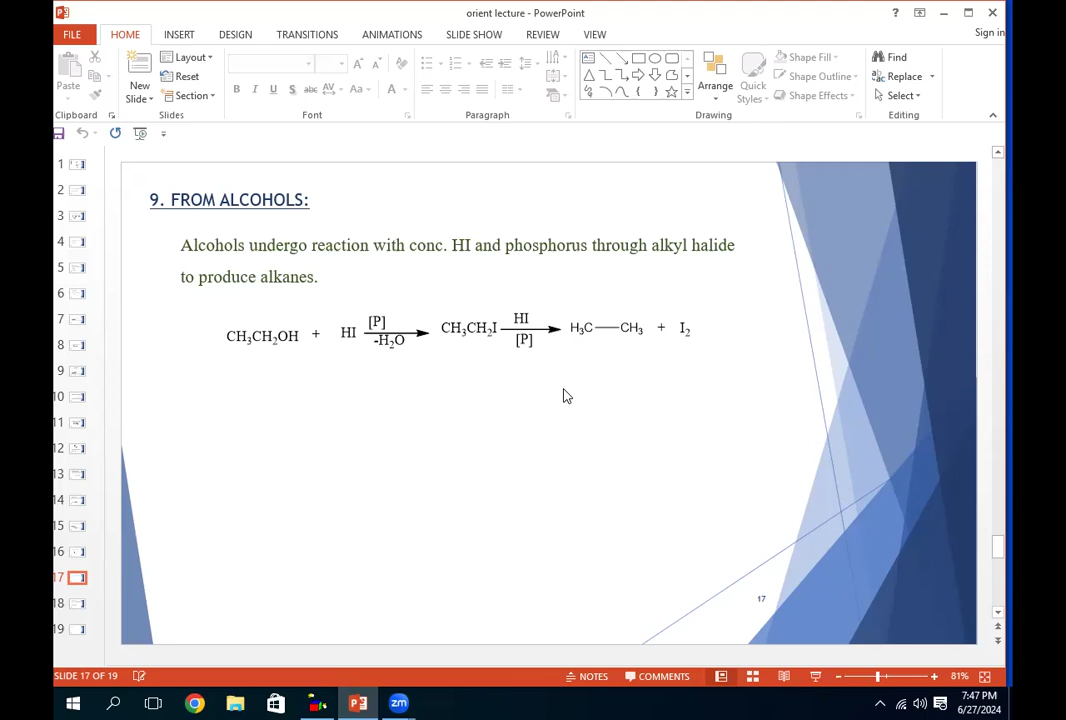 orient lecture - PowerPoint
?
Sign in
FILE HOME INSERT DESIGN TRANSITIONS ANIMATIONS SLIDE SHOW REVIEW VIEW
Paste
New
Slide
Layout
Reset
Section
B I U S abc AV Aa A
A A
Arrange
Quick
Styles
Shape Fill
Shape Outline
Shape Effects
Find
Replace
Select
Clipboard Slides Font Paragraph Drawing Editing
1
2
3
4
5
6
7
8
9
10
11
12
13
14
15
16
17
18
19
9. FROM ALCOHOLS:
Alcohols undergo reaction with conc. HI and phosphorus through alkyl halide
to produce alkanes.
CH₃CH₂OH + HI [P] -H₂O CH₃CH₂I HI [P] H₃C—CH₃ + I₂
17
SLIDE 17 OF 19 NOTES COMMENTS 81%
zm
7:47 PM
6/27/2024